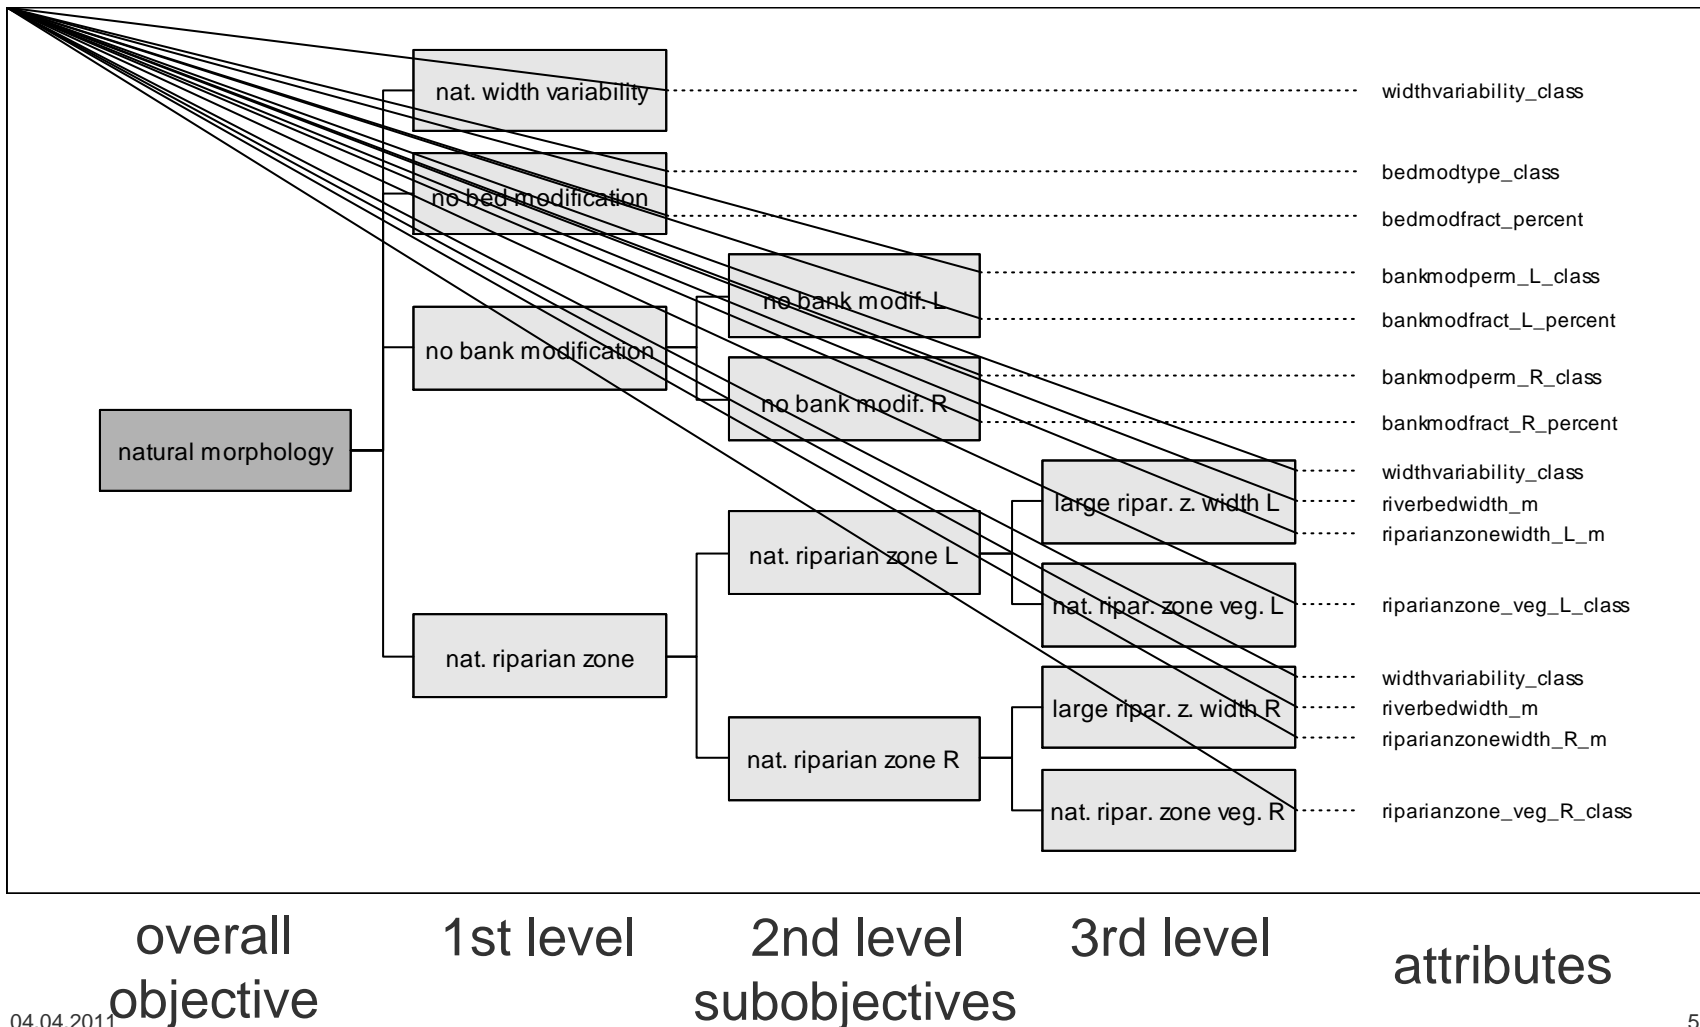 nat. width variability
widthvariability_class
no bed modification
bedmodtype_class
bedmodfract_percent
no bank modification
no bank modif. L
bankmodperm_L_class
bankmodfract_L_percent
no bank modif. R
bankmodperm_R_class
bankmodfract_R_percent
natural morphology
nat. riparian zone
nat. riparian zone L
large ripar. z. width L
widthvariability_class
riverbedwidth_m
riparianzonewidth_L_m
nat. ripar. zone veg. L
riparianzone_veg_L_class
nat. riparian zone R
large ripar. z. width R
widthvariability_class
riverbedwidth_m
riparianzonewidth_R_m
nat. ripar. zone veg. R
riparianzone_veg_R_class
overall
objective
1st level
2nd level
subobjectives
3rd level
attributes
04.04.2011
5